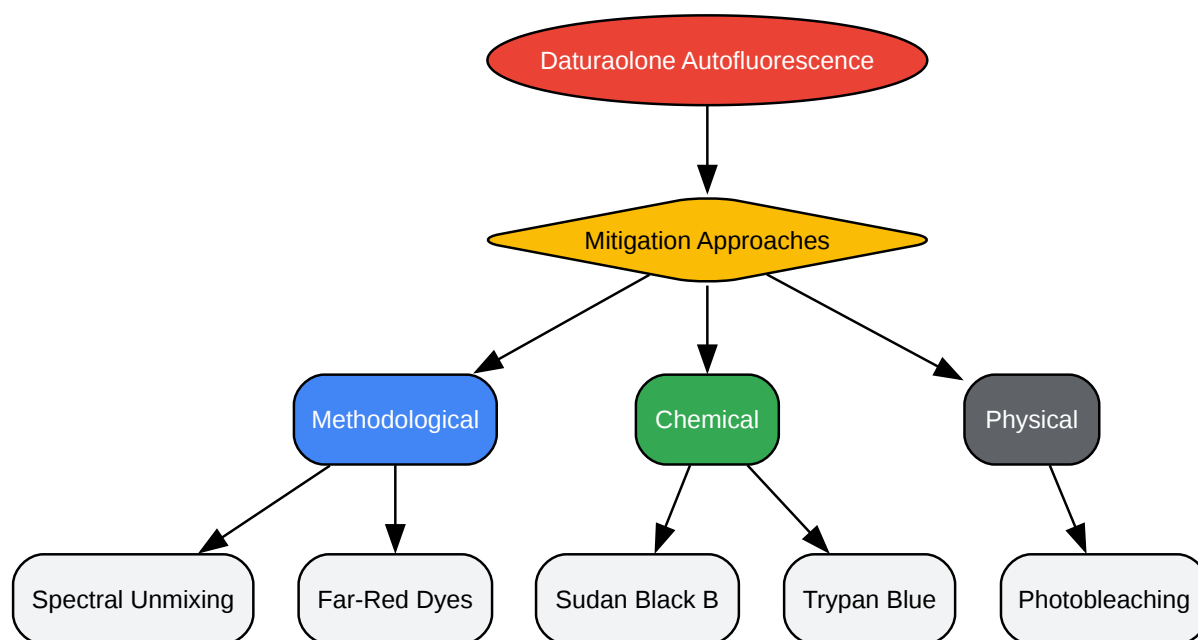 Daturaolone Autofluorescence
Mitigation Approaches
Methodological
Chemical
Physical
Spectral Unmixing
Far-Red Dyes
Sudan Black B
Trypan Blue
Photobleaching